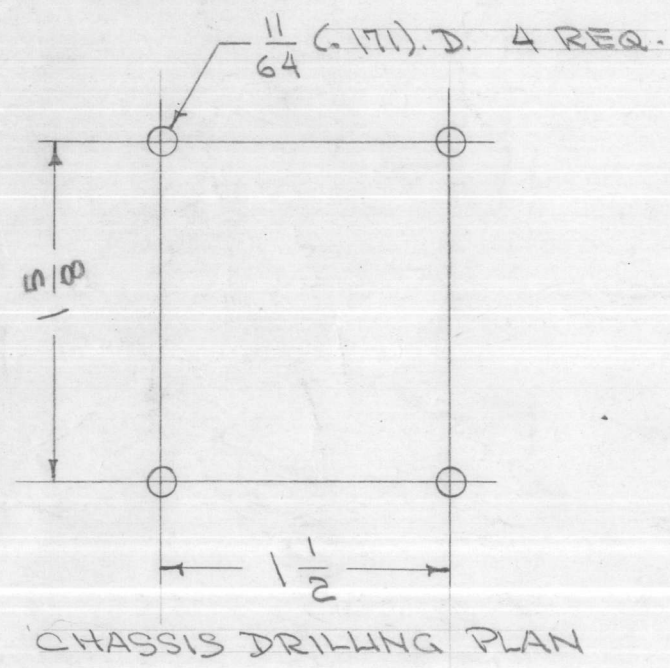 11/64 (.171). D. 4 REQ.
1 5/8
1 1/2
CHASSIS DRILLING PLAN